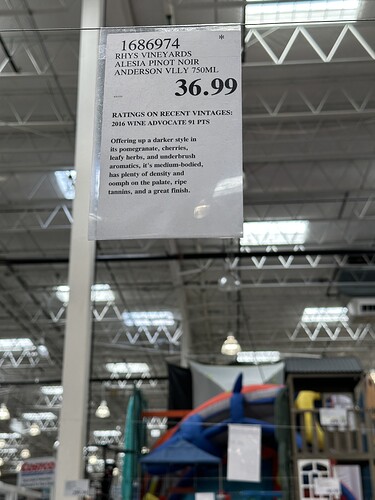 1686974 *
RHYS VINEYARDS
ALESIA PINOT NOIR
ANDERSON VLLY 750ML
36.99
RATINGS ON RECENT VINTAGES:
2016 WINE ADVOCATE 91 PTS
Offering up a darker style in
its pomegranate, cherries,
leafy herbs, and underbrush
aromatics, it's medium-bodied,
has plenty of density and
oomph on the palate, ripe
tannins, and a great finish.
COSTCO